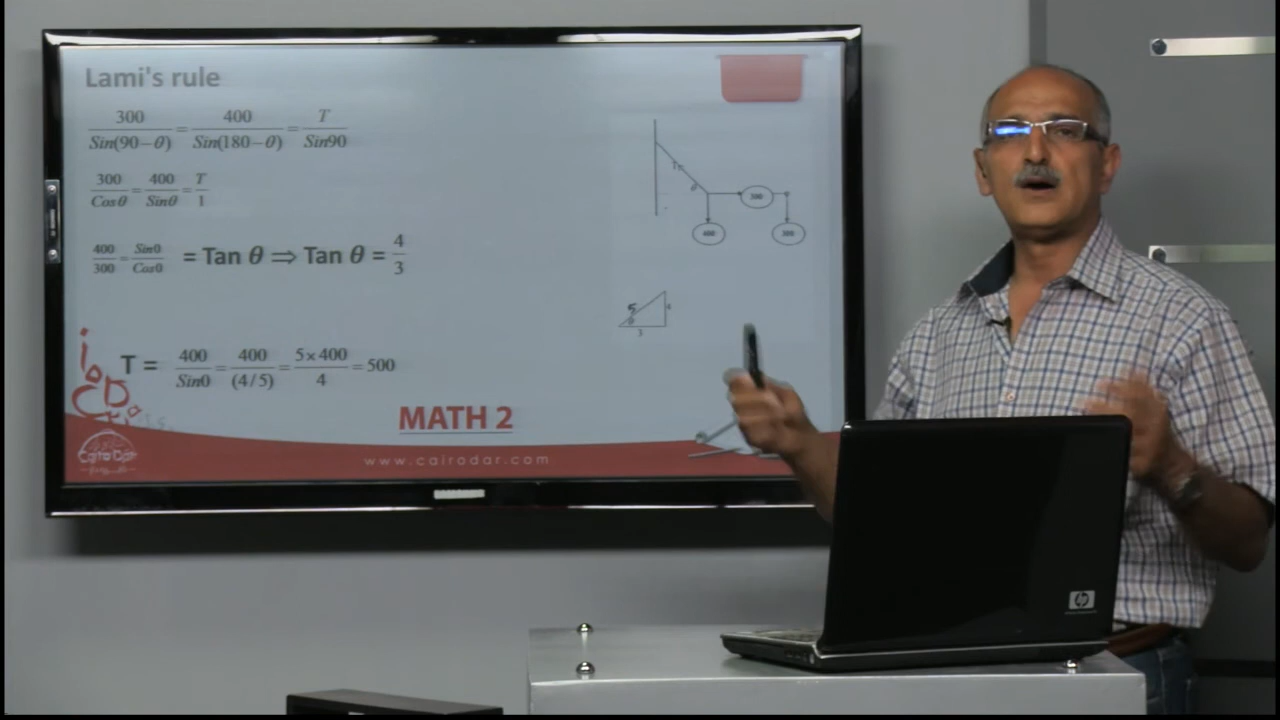 Lami's rule
300/Sin(90−θ) = 400/Sin(180−θ) = T/Sin90
300/Cosθ = 400/Sinθ = T/1
400/300 = Sinθ/Cosθ = Tan θ ⟹ Tan θ = 4/3
T = 400/Sinθ = 400/(4/5) = 5×400/4 = 500
T
θ
300
400
300
5
4
θ
3
MATH 2
Cairo Dar
www.cairodar.com
hp